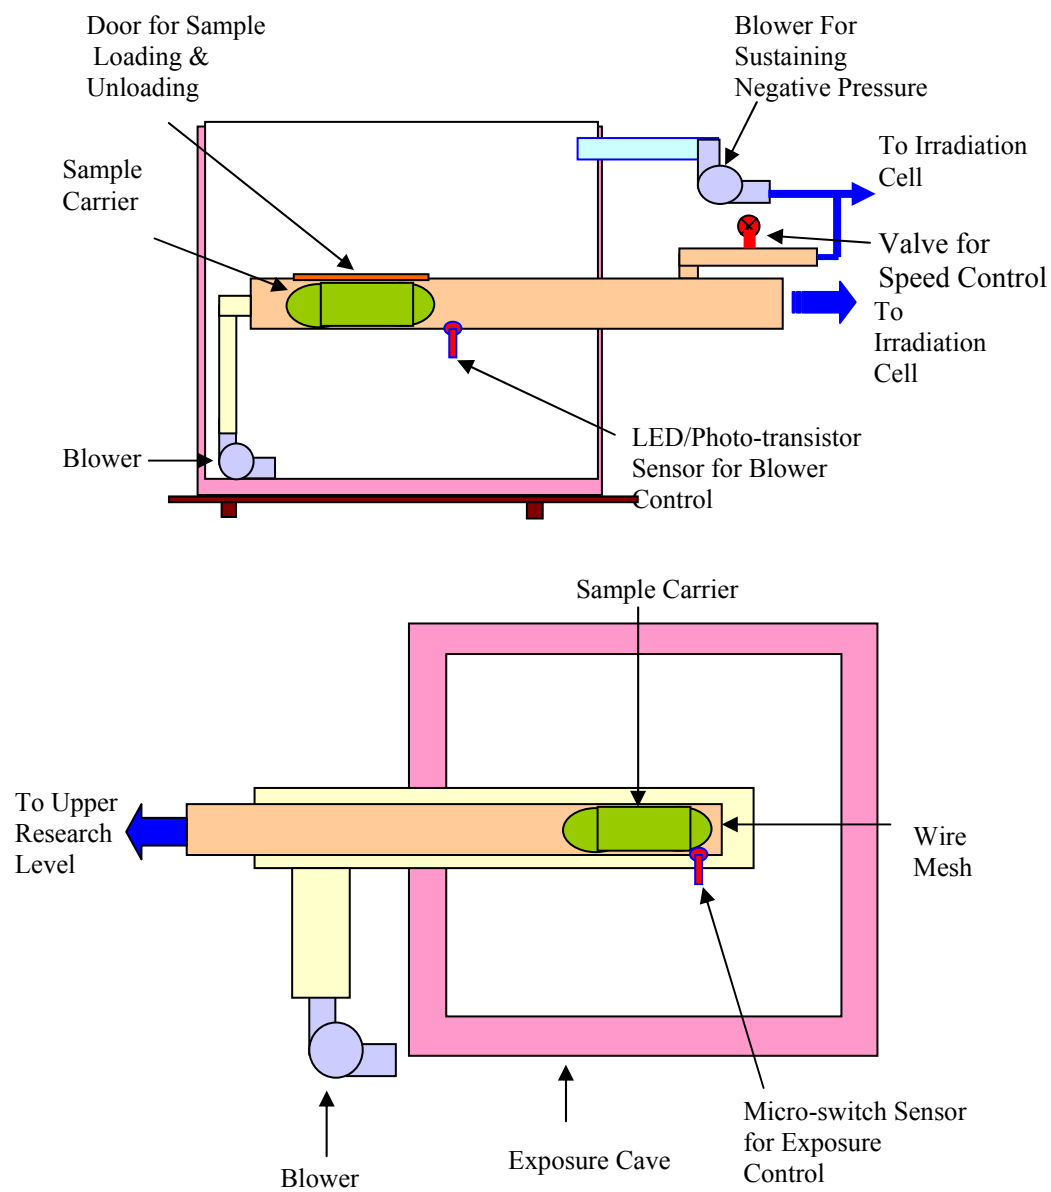 Door for Sample
Loading &
Unloading
Blower For
Sustaining
Negative Pressure
To Irradiation
Cell
Sample
Carrier
Valve for
Speed Control
To
Irradiation
Cell
LED/Photo-transistor
Sensor for Blower
Control
Blower
Sample Carrier
To Upper
Research
Level
Wire
Mesh
Micro-switch Sensor
for Exposure
Control
Exposure Cave
Blower